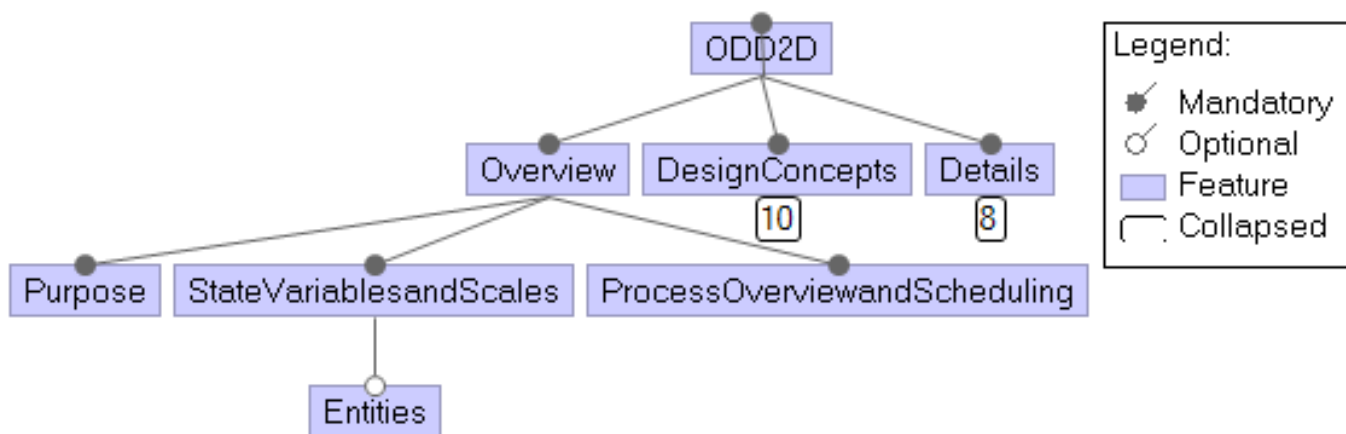 ODD2D
Legend:
Mandatory
Optional
Feature
Collapsed
Overview
DesignConcepts
Details
10
8
Purpose
StateVariablesandScales
ProcessOverviewandScheduling
Entities